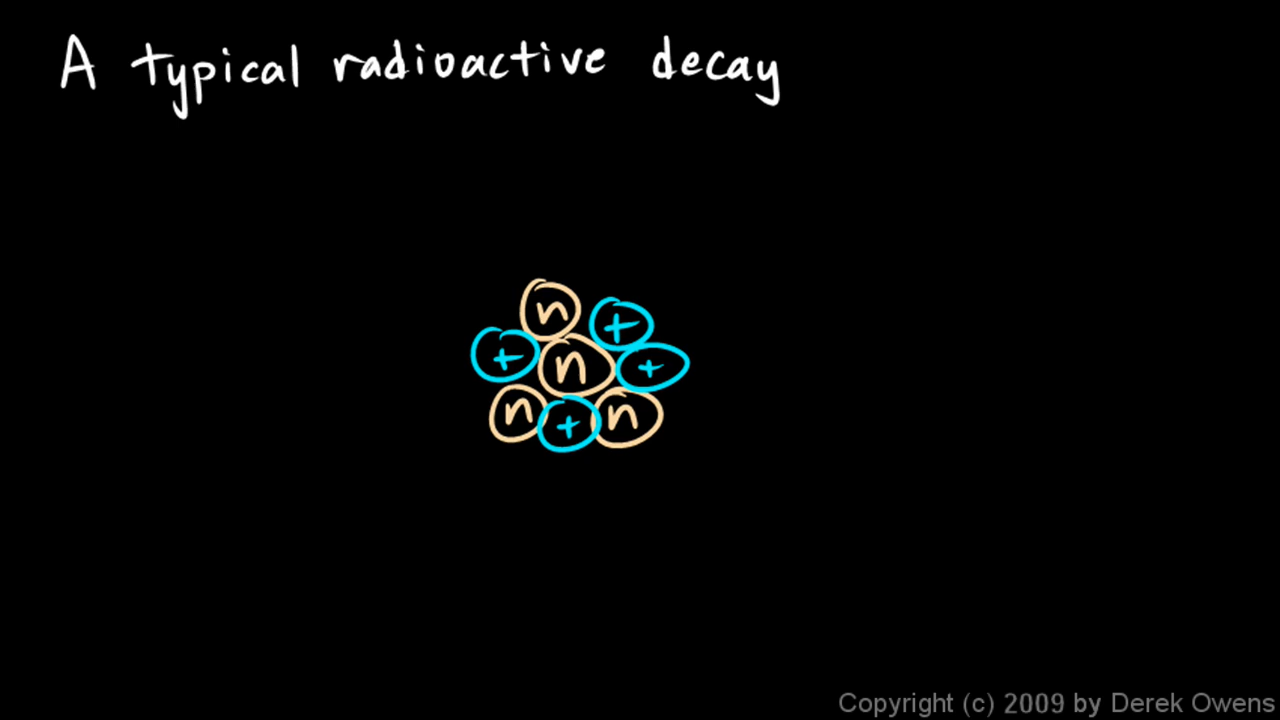 A typical radioactive decay
n +
+ n +
n + n
Copyright (c) 2009 by Derek Owens